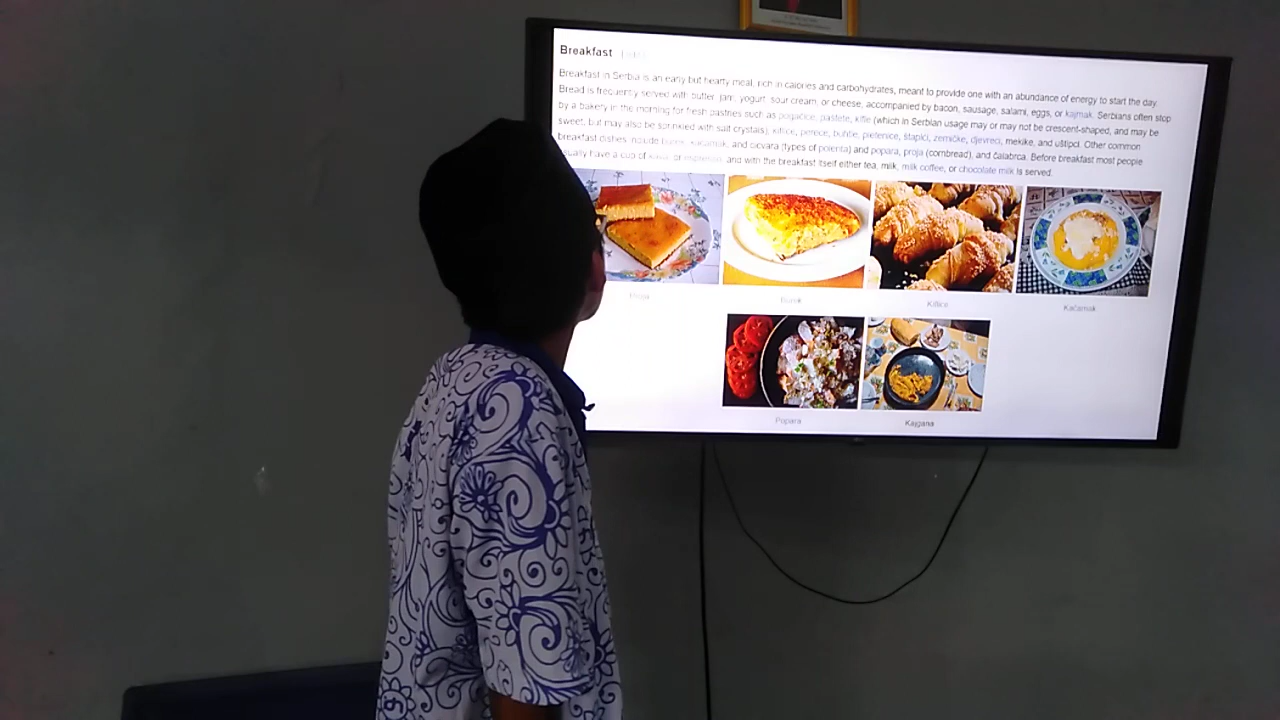 Breakfast
Breakfast in Serbia is an early but hearty meal, rich in calories and carbohydrates, meant to provide one with an abundance of energy to start the day.
Bread is frequently served with butter, jam, yogurt, sour cream, or cheese, accompanied by bacon, sausage, salami, eggs, or kajmak. Serbians often stop
by a bakery in the morning for fresh pastries such as pogačice, paštete, kifle (which in Serbian usage may or may not be crescent-shaped, and may be
sweet, but may also be sprinkled with salt crystals), kiflice, perece, buhtle, pletenice, štapići, zemičke, djevreci, mekike, and uštipci. Other common
breakfast dishes include burek, kačamak, and cicvara (types of polenta) and popara, proja (cornbread), and čalabrca. Before breakfast most people
usually have a cup of or espresso, and with the breakfast itself either tea, milk, milk coffee, or chocolate milk is served.
Proja
Burek
Kiflice
Kačamak
Popara
Kajgana